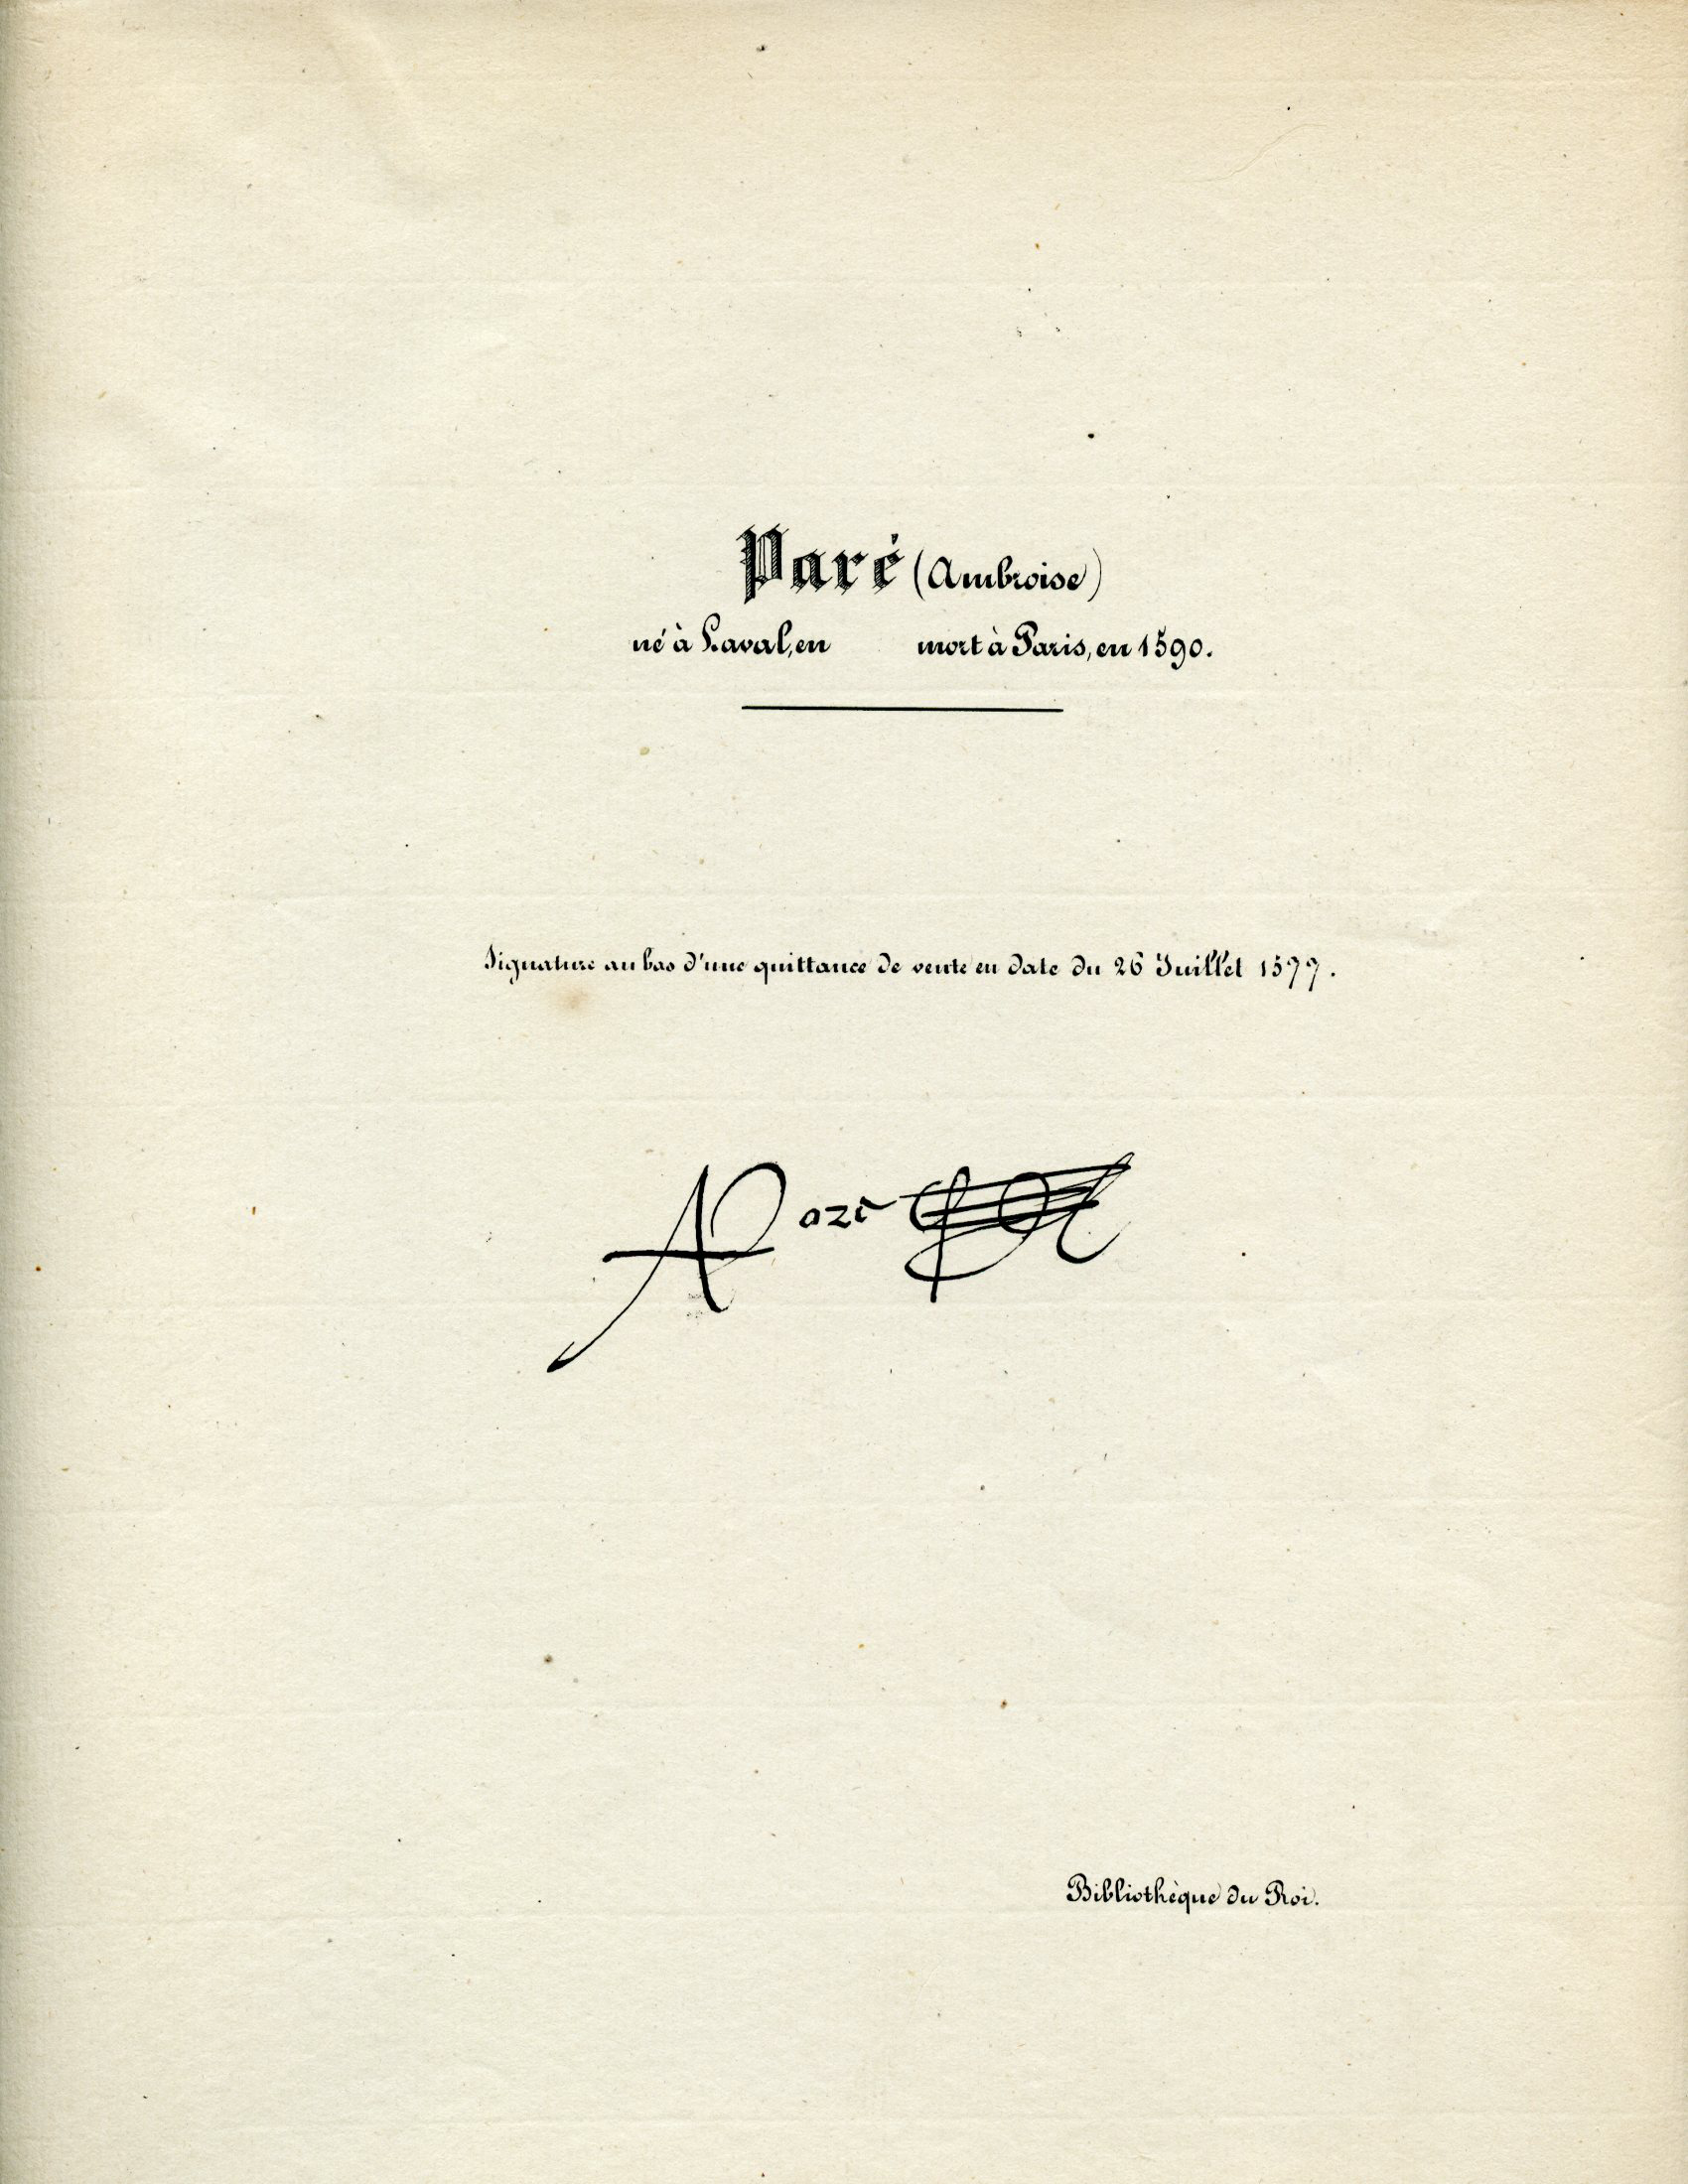 Paré (Ambroise)
né à Laval, en mort à Paris, en 1590.
Signature au bas d'une quittance de vente en date du 26 Juillet 1577.
A Paré
Bibliothèque du Roi.